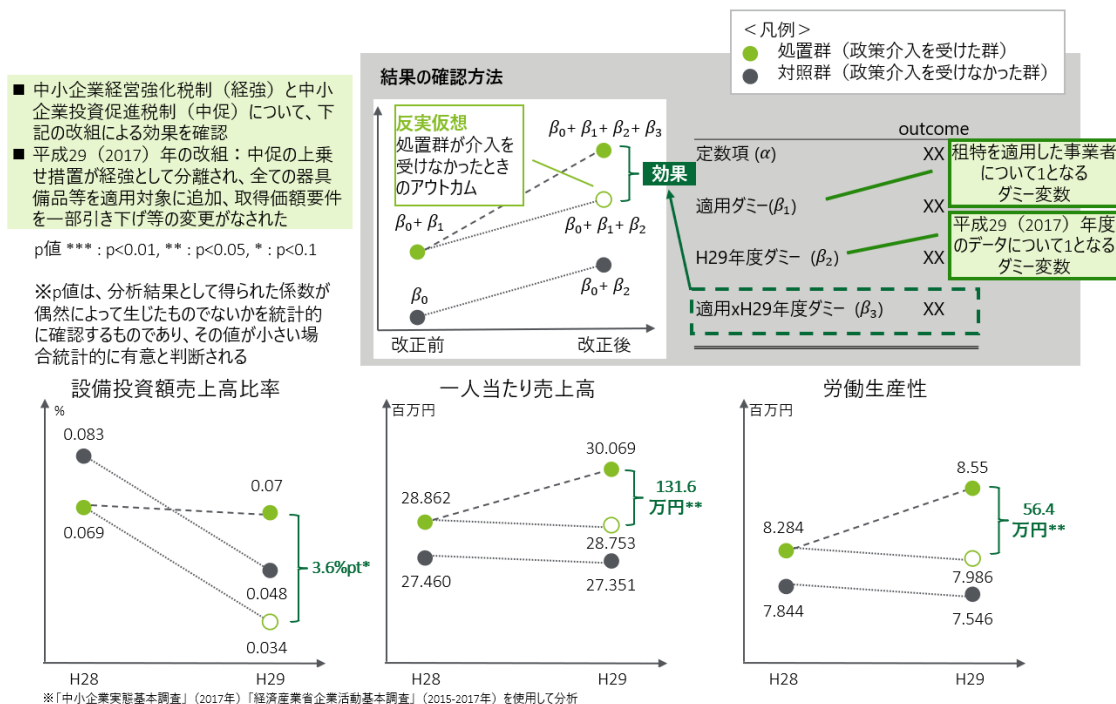 ＜凡例＞
処置群（政策介入を受けた群）
対照群（政策介入を受けなかった群）
■ 中小企業経営強化税制（経強）と中小
企業投資促進税制（中促）について、下
記の改組による効果を確認
■ 平成29（2017）年の改組：中促の上乗
せ措置が経強として分離され、全ての器具
備品等を適用対象に追加、取得価額要件
を一部引き下げ等の変更がなされた
p値 *** : p<0.01, ** : p<0.05, * : p<0.1
※p値は、分析結果として得られた係数が
偶然によって生じたものでないかを統計的
に確認するものであり、その値が小さい場
合統計的に有意と判断される
結果の確認方法
反実仮想
処置群が介入を
受けなかったとき
のアウトカム
β₀+ β₁+ β₂+ β₃
効果
β₀ + β₁
β₀ + β₁ + β₂
β₀
β₀ + β₂
改正前
改正後
outcome
定数項 (α)
XX
適用ダミー(β₁)
XX
H29年度ダミー (β₂)
XX
適用xH29年度ダミー (β₃)
XX
租特を適用した事業者
について1となる
ダミー変数
平成29（2017）年度
のデータについて1となる
ダミー変数
設備投資額売上高比率
%
0.083
0.069
0.07
0.048
0.034
3.6%pt*
H28
H29
一人当たり売上高
百万円
28.862
27.460
30.069
28.753
27.351
131.6
万円**
H28
H29
労働生産性
百万円
8.284
7.844
8.55
7.986
7.546
56.4
万円**
H28
H29
※「中小企業実態基本調査」（2017年）「経済産業省企業活動基本調査」（2015-2017年）を使用して分析